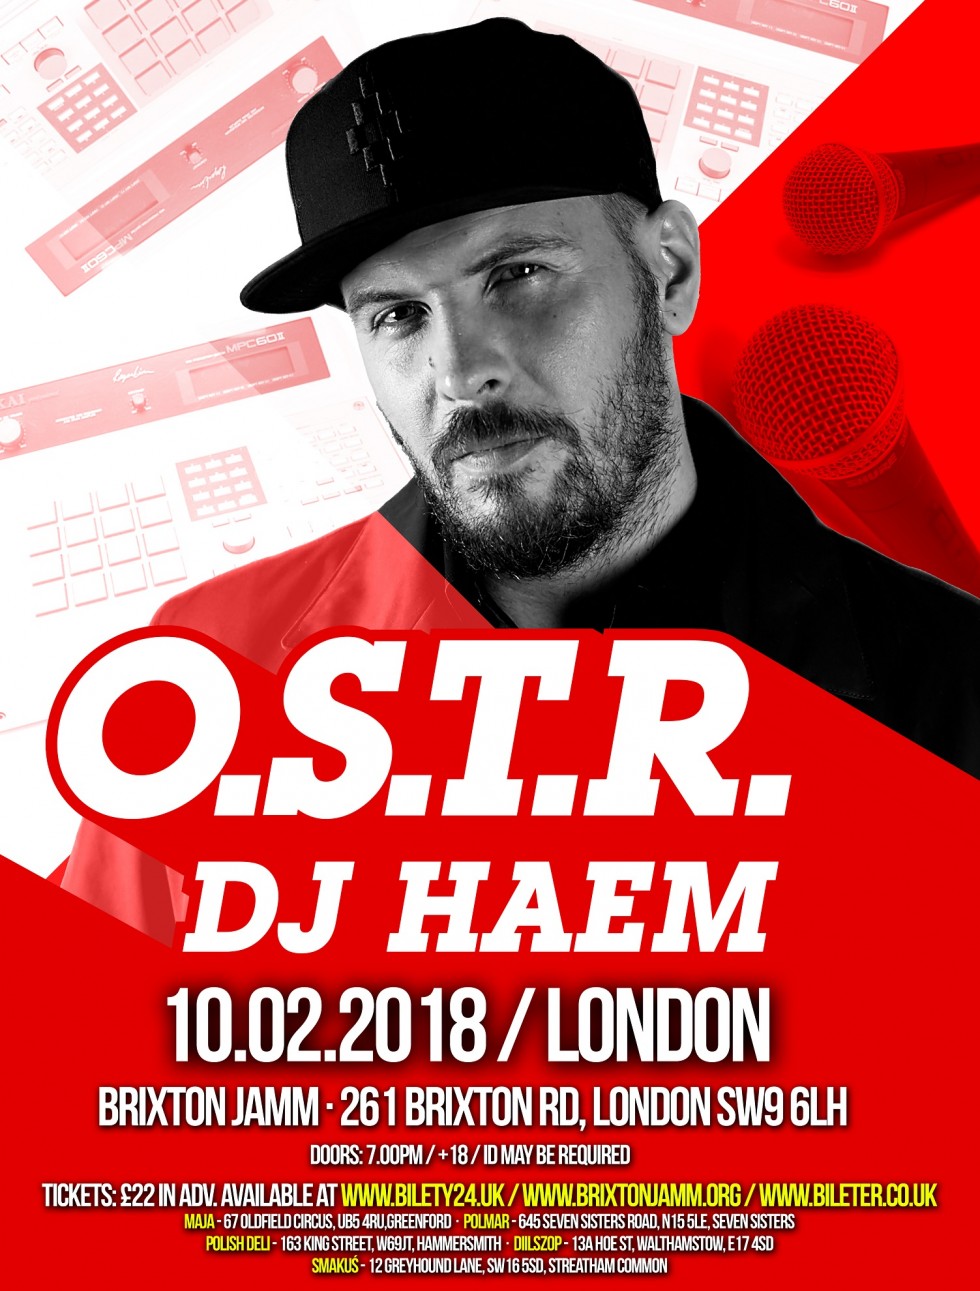 MPC60II
MPC60II
MPC60II
AKAI
O.S.T.R.
DJ HAEM
10.02.2018 / LONDON
BRIXTON JAMM · 261 BRIXTON RD, LONDON SW9 6LH
DOORS: 7.00PM / +18 / ID MAY BE REQUIRED
TICKETS: £22 IN ADV. AVAILABLE AT WWW.BILETY24.UK / WWW.BRIXTONJAMM.ORG / WWW.BILETER.CO.UK
MAJA - 67 OLDFIELD CIRCUS, UB5 4RU,GREENFORD · POLMAR - 645 SEVEN SISTERS ROAD, N15 5LE, SEVEN SISTERS
POLISH DELI - 163 KING STREET, W69JT, HAMMERSMITH · DIILSZOP - 13A HOE ST, WALTHAMSTOW, E17 4SD
SMAKUŚ - 12 GREYHOUND LANE, SW16 5SD, STREATHAM COMMON